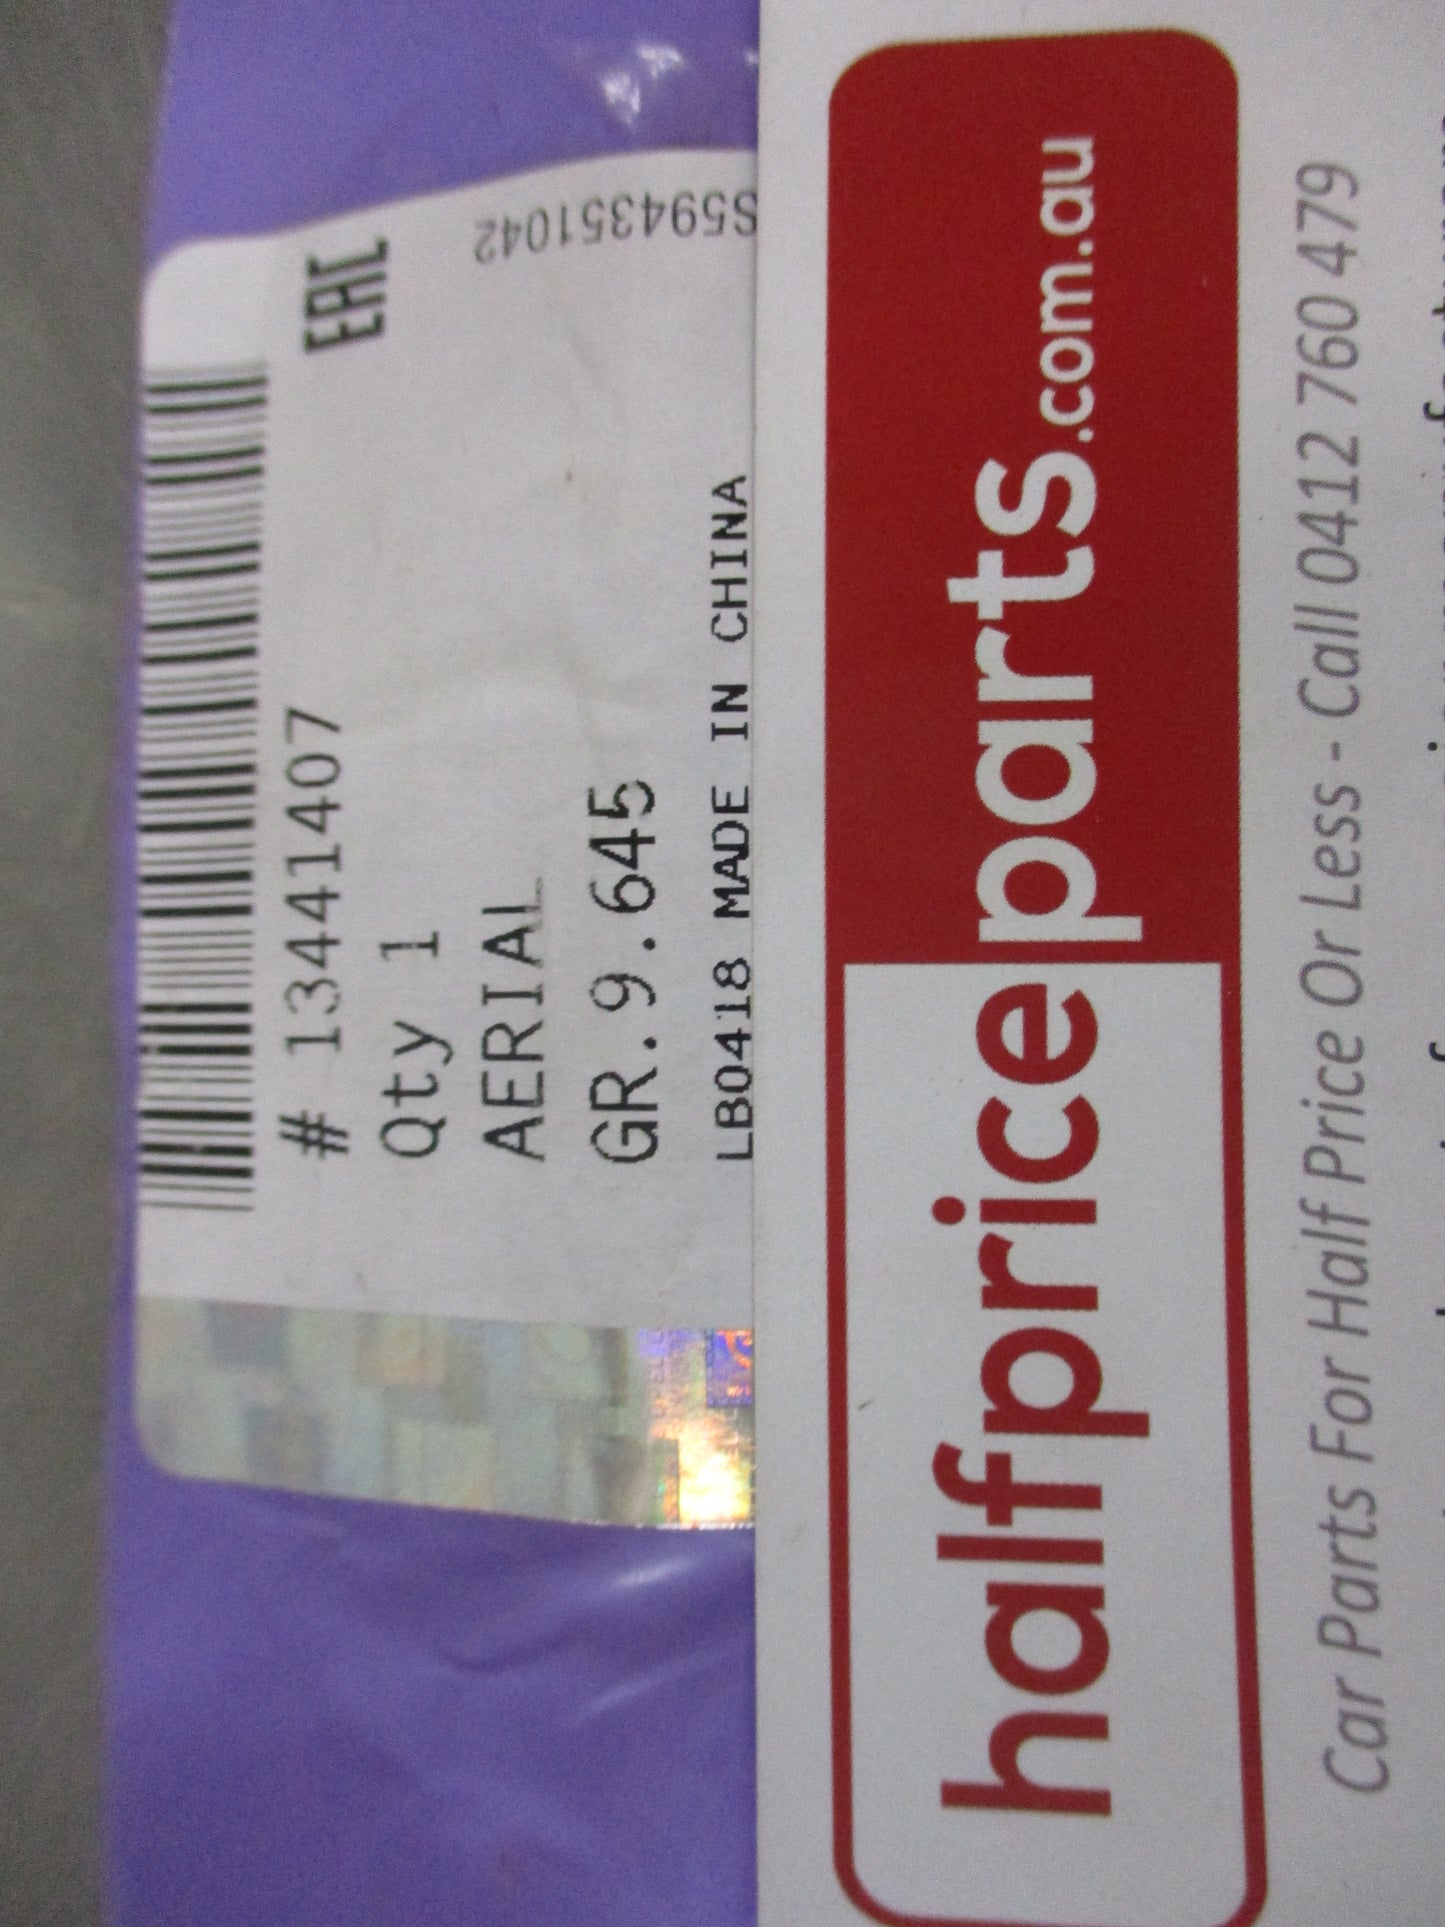 EAC
# 13441407
Qty 1
AERIAL
GR.9.645
LB0418 MADE IN CHINA
S594351042
halfpriceparts.com.au
Car Parts For Half Price Or Less - Call 0412 760 479